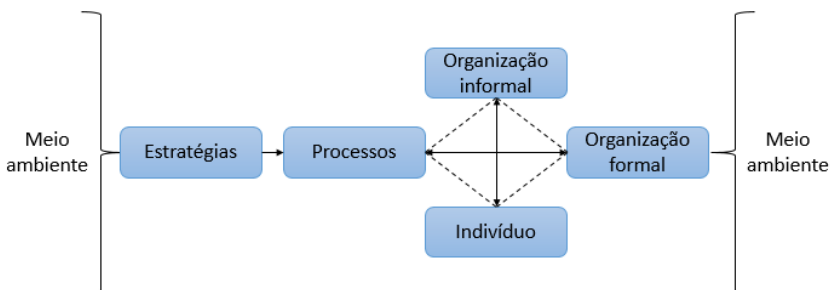 Organização
informal
Meio
ambiente
Estratégias
Processos
Organização
formal
Meio
ambiente
Indivíduo